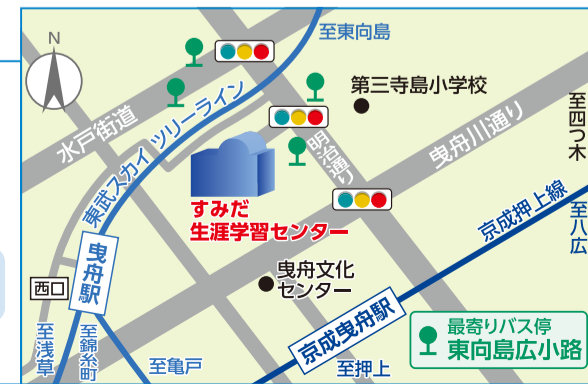 N
至東向島
第三寺島小学校
至四つ木
水戸街道
東武スカイツリーライン
明治通り
曳舟川通り
すみだ
生涯学習センター
京成押上線
至八広
曳舟駅
西口
曳舟文化
センター
京成曳舟駅
最寄りバス停
東向島広小路
至浅草
至錦糸町
至亀戸
至押上